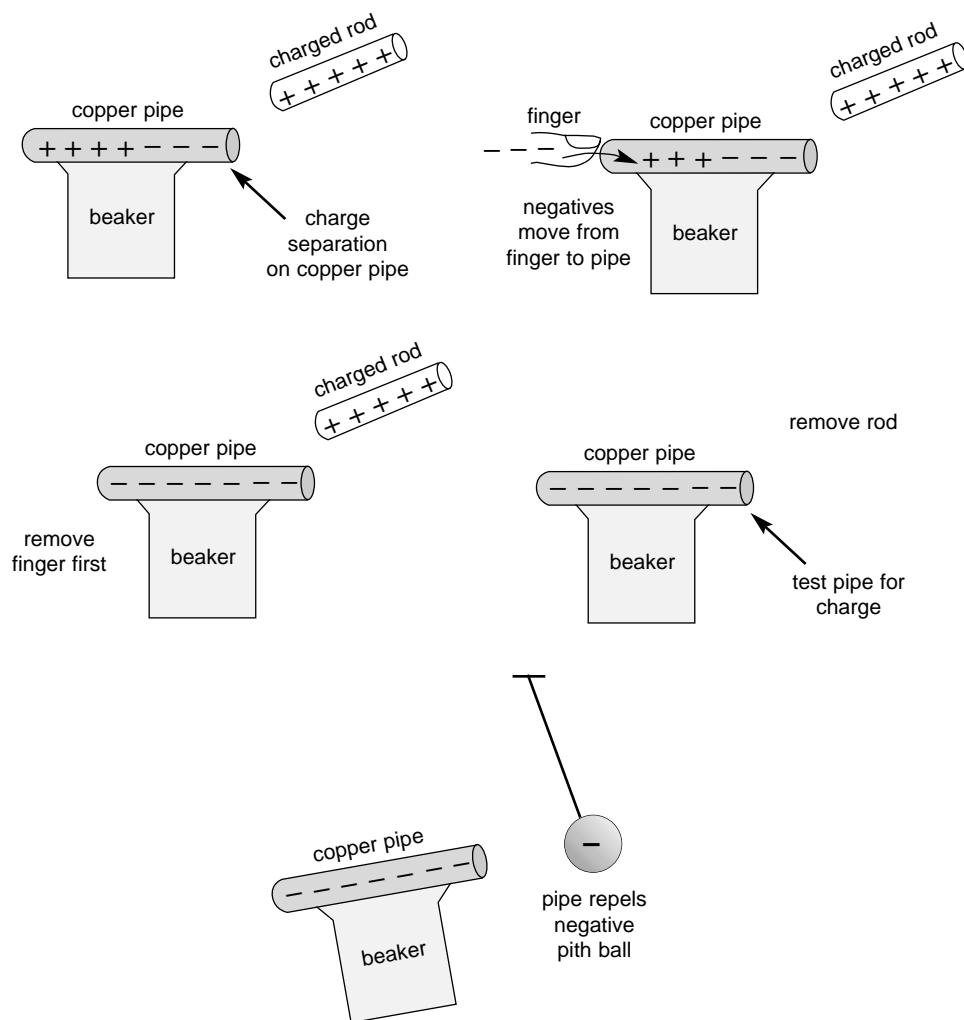 charged rod
+ + + + +
copper pipe
+ + + + − − −
beaker
charge
separation
on copper pipe
charged rod
+ + + + +
finger
− − −
copper pipe
+ + + − − −
negatives
move from
finger to pipe
beaker
charged rod
+ + + + +
copper pipe
− − − − − − −
remove
finger first
beaker
remove rod
copper pipe
− − − − − − −
beaker
test pipe for
charge
copper pipe
− − − − − − −
beaker
−
pipe repels
negative
pith ball